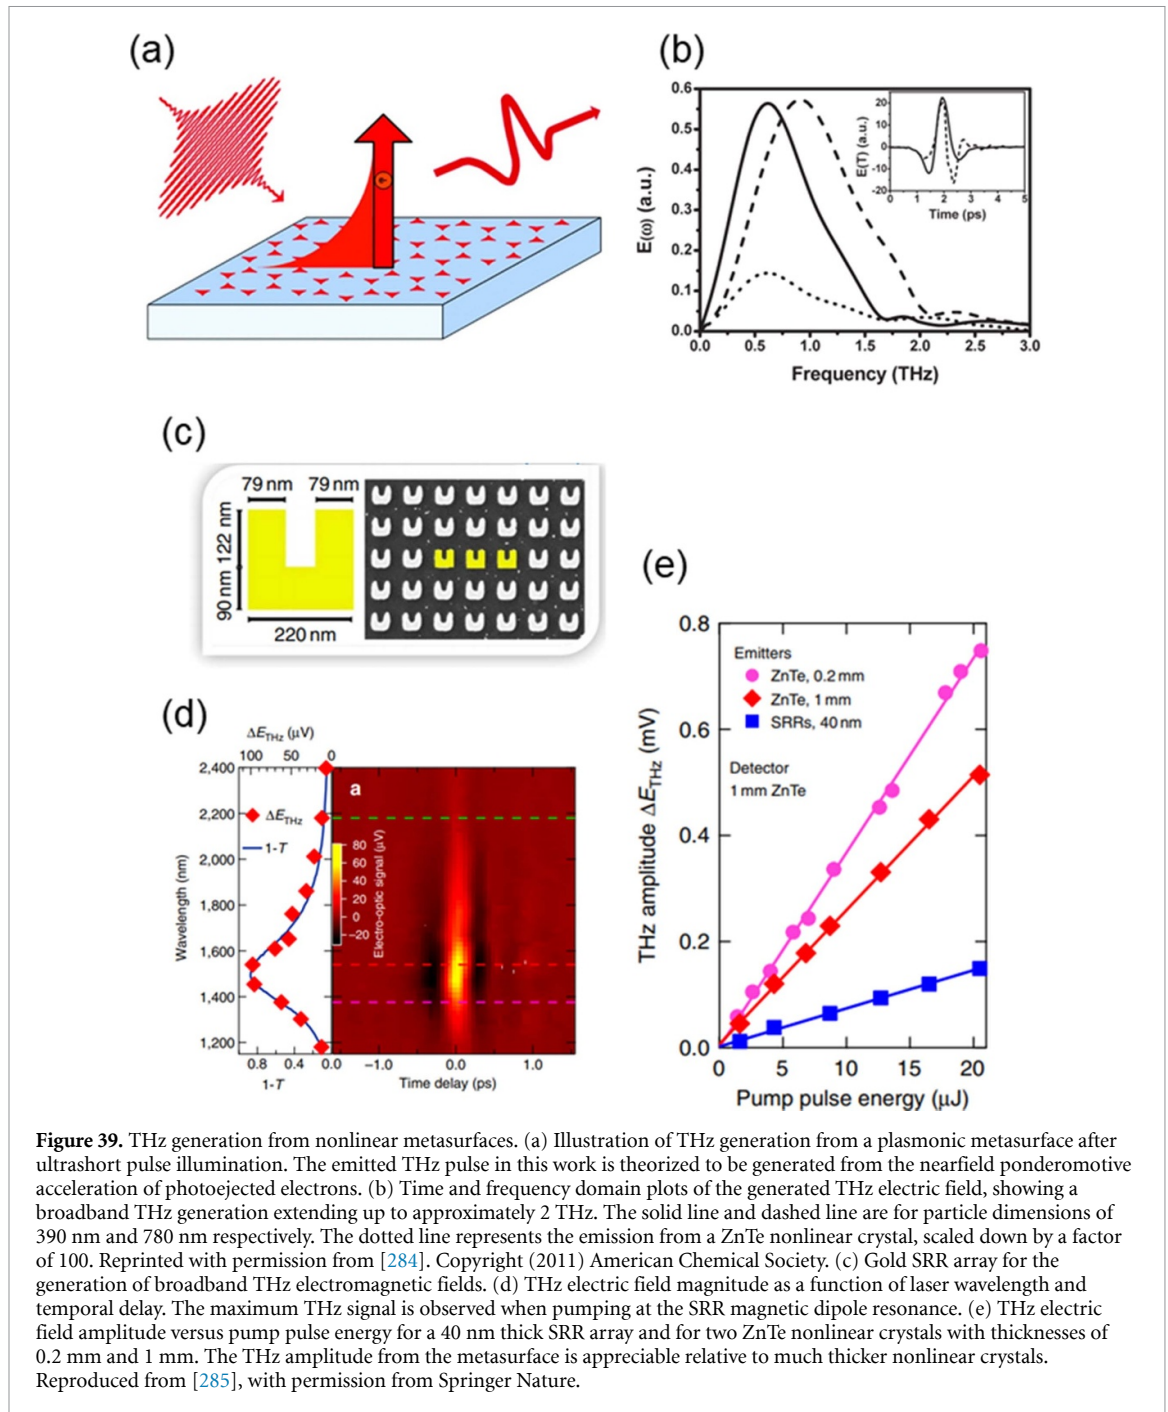 (a)
(b)
0.6
0.5
0.4
0.3
0.2
0.1
0.0
E(ω) (a.u.)
0.0 0.5 1.0 1.5 2.0 2.5 3.0
Frequency (THz)
20
10
0
-10
-20
E(T) (a.u.)
0 1 2 3 4 5
Time (ps)
(c)
79 nm 79 nm
122 nm
90 nm
220 nm
(d)
ΔE_THz (μV)
100 50 0
2,400
2,200
2,000
1,800
1,600
1,400
1,200
Wavelength (nm)
ΔE_THz
1-T
0.8 0.4 0.0
1-T
a
80
60
40
20
0
−20
Electro-optic signal (μV)
−1.0 0.0 1.0
Time delay (ps)
(e)
0.8
0.6
0.4
0.2
0.0
THz amplitude ΔE_THz (mV)
Emitters
ZnTe, 0.2 mm
ZnTe, 1 mm
SRRs, 40 nm
Detector
1 mm ZnTe
0 5 10 15 20
Pump pulse energy (μJ)
Figure 39. THz generation from nonlinear metasurfaces. (a) Illustration of THz generation from a plasmonic metasurface after
ultrashort pulse illumination. The emitted THz pulse in this work is theorized to be generated from the nearfield ponderomotive
acceleration of photoejected electrons. (b) Time and frequency domain plots of the generated THz electric field, showing a
broadband THz generation extending up to approximately 2 THz. The solid line and dashed line are for particle dimensions of
390 nm and 780 nm respectively. The dotted line represents the emission from a ZnTe nonlinear crystal, scaled down by a factor
of 100. Reprinted with permission from [284]. Copyright (2011) American Chemical Society. (c) Gold SRR array for the
generation of broadband THz electromagnetic fields. (d) THz electric field magnitude as a function of laser wavelength and
temporal delay. The maximum THz signal is observed when pumping at the SRR magnetic dipole resonance. (e) THz electric
field amplitude versus pump pulse energy for a 40 nm thick SRR array and for two ZnTe nonlinear crystals with thicknesses of
0.2 mm and 1 mm. The THz amplitude from the metasurface is appreciable relative to much thicker nonlinear crystals.
Reproduced from [285], with permission from Springer Nature.